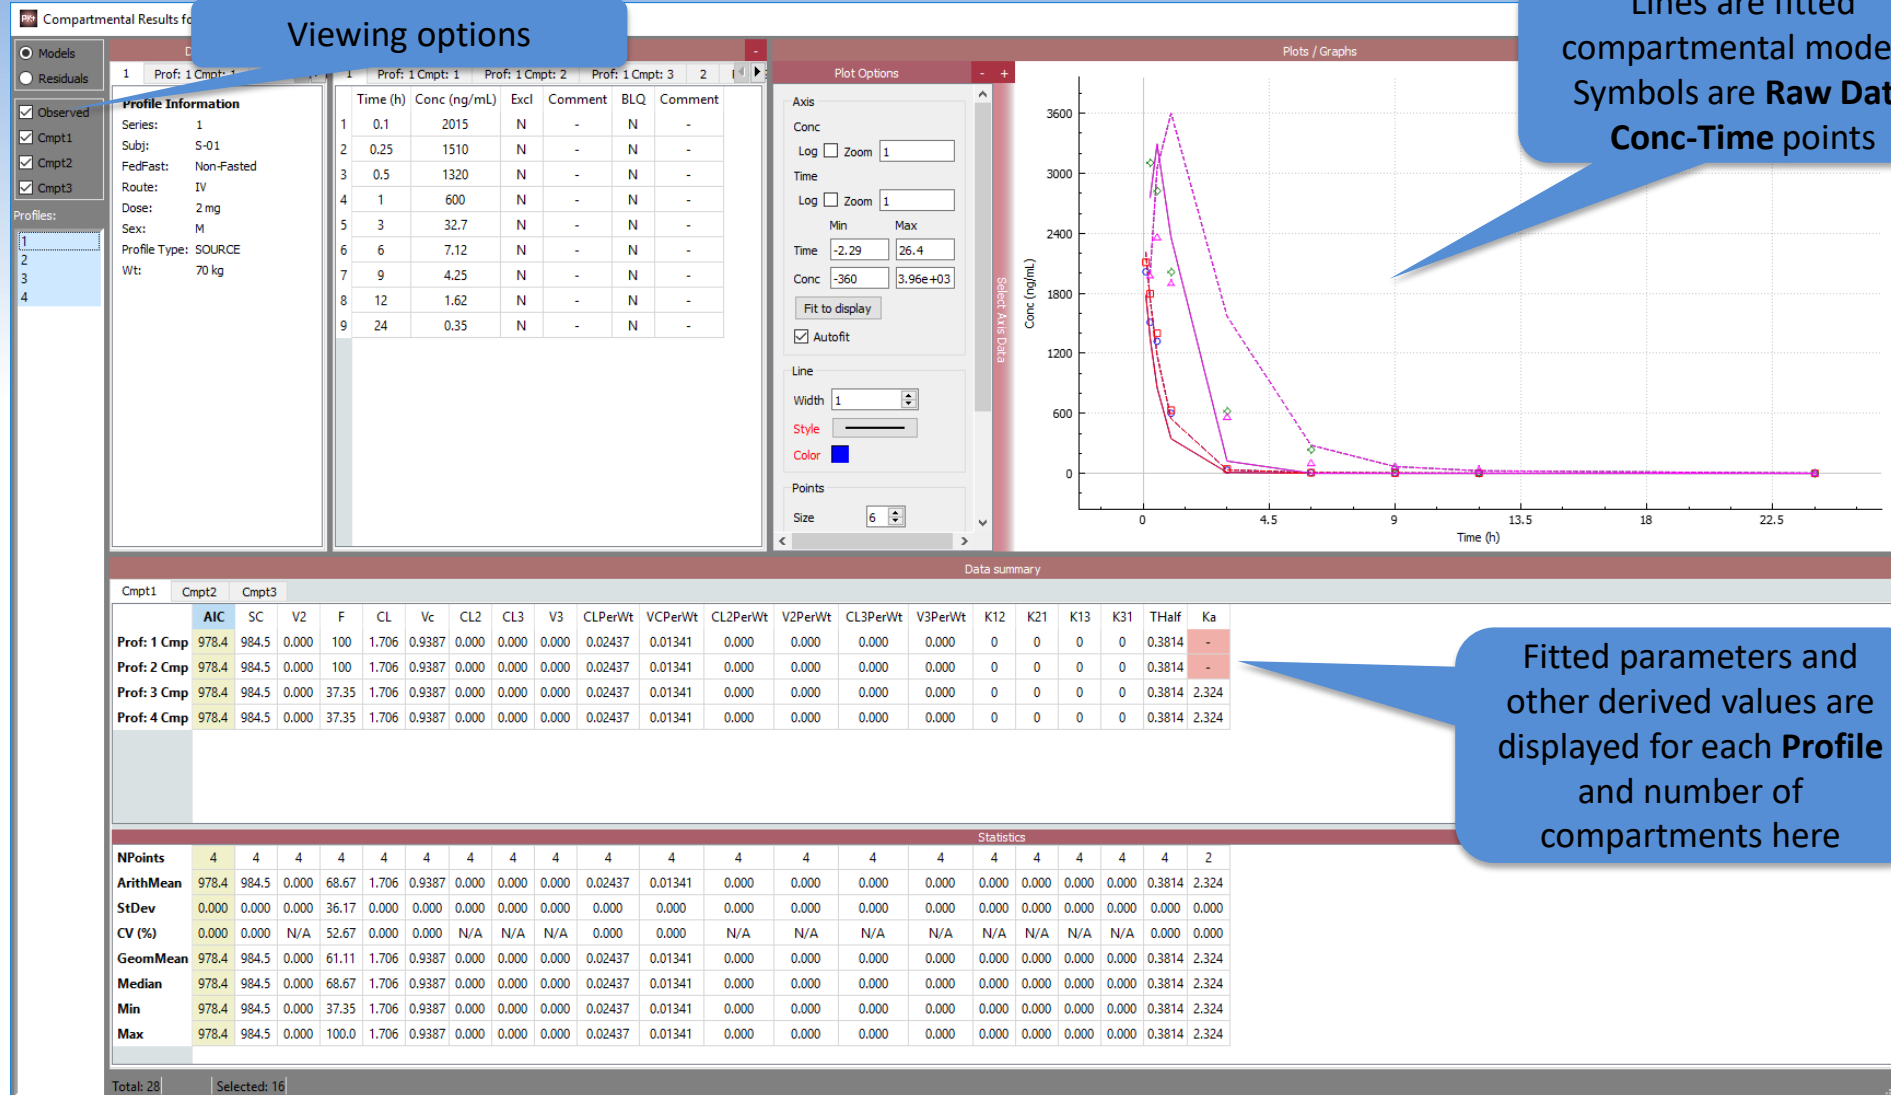 Compartmental Results fo
Viewing options
Lines are fitted
compartmental mode
Symbols are Raw Dat
Conc-Time points
Models
Residuals
Observed
Cmpt1
Cmpt2
Cmpt3
Profiles:
1
2
3
4
1 Prof: 1 Cmpt: 1
Profile Information
Series: 1
Subj: S-01
FedFast: Non-Fasted
Route: IV
Dose: 2 mg
Sex: M
Profile Type: SOURCE
Wt: 70 kg
1 Prof: 1 Cmpt: 1 Prof: 1 Cmpt: 2 Prof: 1 Cmpt: 3 2
Time (h) Conc (ng/mL) Excl Comment BLQ Comment
1 0.1 2015 N - N -
2 0.25 1510 N - N -
3 0.5 1320 N - N -
4 1 600 N - N -
5 3 32.7 N - N -
6 6 7.12 N - N -
7 9 4.25 N - N -
8 12 1.62 N - N -
9 24 0.35 N - N -
Plot Options - +
Axis
Conc
Log Zoom 1
Time
Log Zoom 1
Min Max
Time -2.29 26.4
Conc -360 3.96e+03
Fit to display
Autofit
Line
Width 1
Style
Color
Points
Size 6
Select Axis Data
Plots / Graphs
Conc (ng/mL)
3600
3000
2400
1800
1200
600
0
0 4.5 9 13.5 18 22.5
Time (h)
Data summary
Cmpt1 Cmpt2 Cmpt3
AIC SC V2 F CL Vc CL2 CL3 V3 CLPerWt VCPerWt CL2PerWt V2PerWt CL3PerWt V3PerWt K12 K21 K13 K31 THalf Ka
Prof: 1 Cmp 978.4 984.5 0.000 100 1.706 0.9387 0.000 0.000 0.000 0.02437 0.01341 0.000 0.000 0.000 0.000 0 0 0 0 0.3814 -
Prof: 2 Cmp 978.4 984.5 0.000 100 1.706 0.9387 0.000 0.000 0.000 0.02437 0.01341 0.000 0.000 0.000 0.000 0 0 0 0 0.3814 -
Prof: 3 Cmp 978.4 984.5 0.000 37.35 1.706 0.9387 0.000 0.000 0.000 0.02437 0.01341 0.000 0.000 0.000 0.000 0 0 0 0 0.3814 2.324
Prof: 4 Cmp 978.4 984.5 0.000 37.35 1.706 0.9387 0.000 0.000 0.000 0.02437 0.01341 0.000 0.000 0.000 0.000 0 0 0 0 0.3814 2.324
Fitted parameters and
other derived values are
displayed for each Profile
and number of
compartments here
Statistics
NPoints 4 4 4 4 4 4 4 4 4 4 4 4 4 4 4 4 4 4 4 4 2
ArithMean 978.4 984.5 0.000 68.67 1.706 0.9387 0.000 0.000 0.000 0.02437 0.01341 0.000 0.000 0.000 0.000 0.000 0.000 0.000 0.000 0.3814 2.324
StDev 0.000 0.000 0.000 36.17 0.000 0.000 0.000 0.000 0.000 0.000 0.000 0.000 0.000 0.000 0.000 0.000 0.000 0.000 0.000 0.000 0.000
CV (%) 0.000 0.000 N/A 52.67 0.000 0.000 N/A N/A N/A 0.000 0.000 N/A N/A N/A N/A N/A N/A N/A N/A 0.000 0.000
GeomMean 978.4 984.5 0.000 61.11 1.706 0.9387 0.000 0.000 0.000 0.02437 0.01341 0.000 0.000 0.000 0.000 0.000 0.000 0.000 0.000 0.3814 2.324
Median 978.4 984.5 0.000 68.67 1.706 0.9387 0.000 0.000 0.000 0.02437 0.01341 0.000 0.000 0.000 0.000 0.000 0.000 0.000 0.000 0.3814 2.324
Min 978.4 984.5 0.000 37.35 1.706 0.9387 0.000 0.000 0.000 0.02437 0.01341 0.000 0.000 0.000 0.000 0.000 0.000 0.000 0.000 0.3814 2.324
Max 978.4 984.5 0.000 100.0 1.706 0.9387 0.000 0.000 0.000 0.02437 0.01341 0.000 0.000 0.000 0.000 0.000 0.000 0.000 0.000 0.3814 2.324
Total: 28 Selected: 16